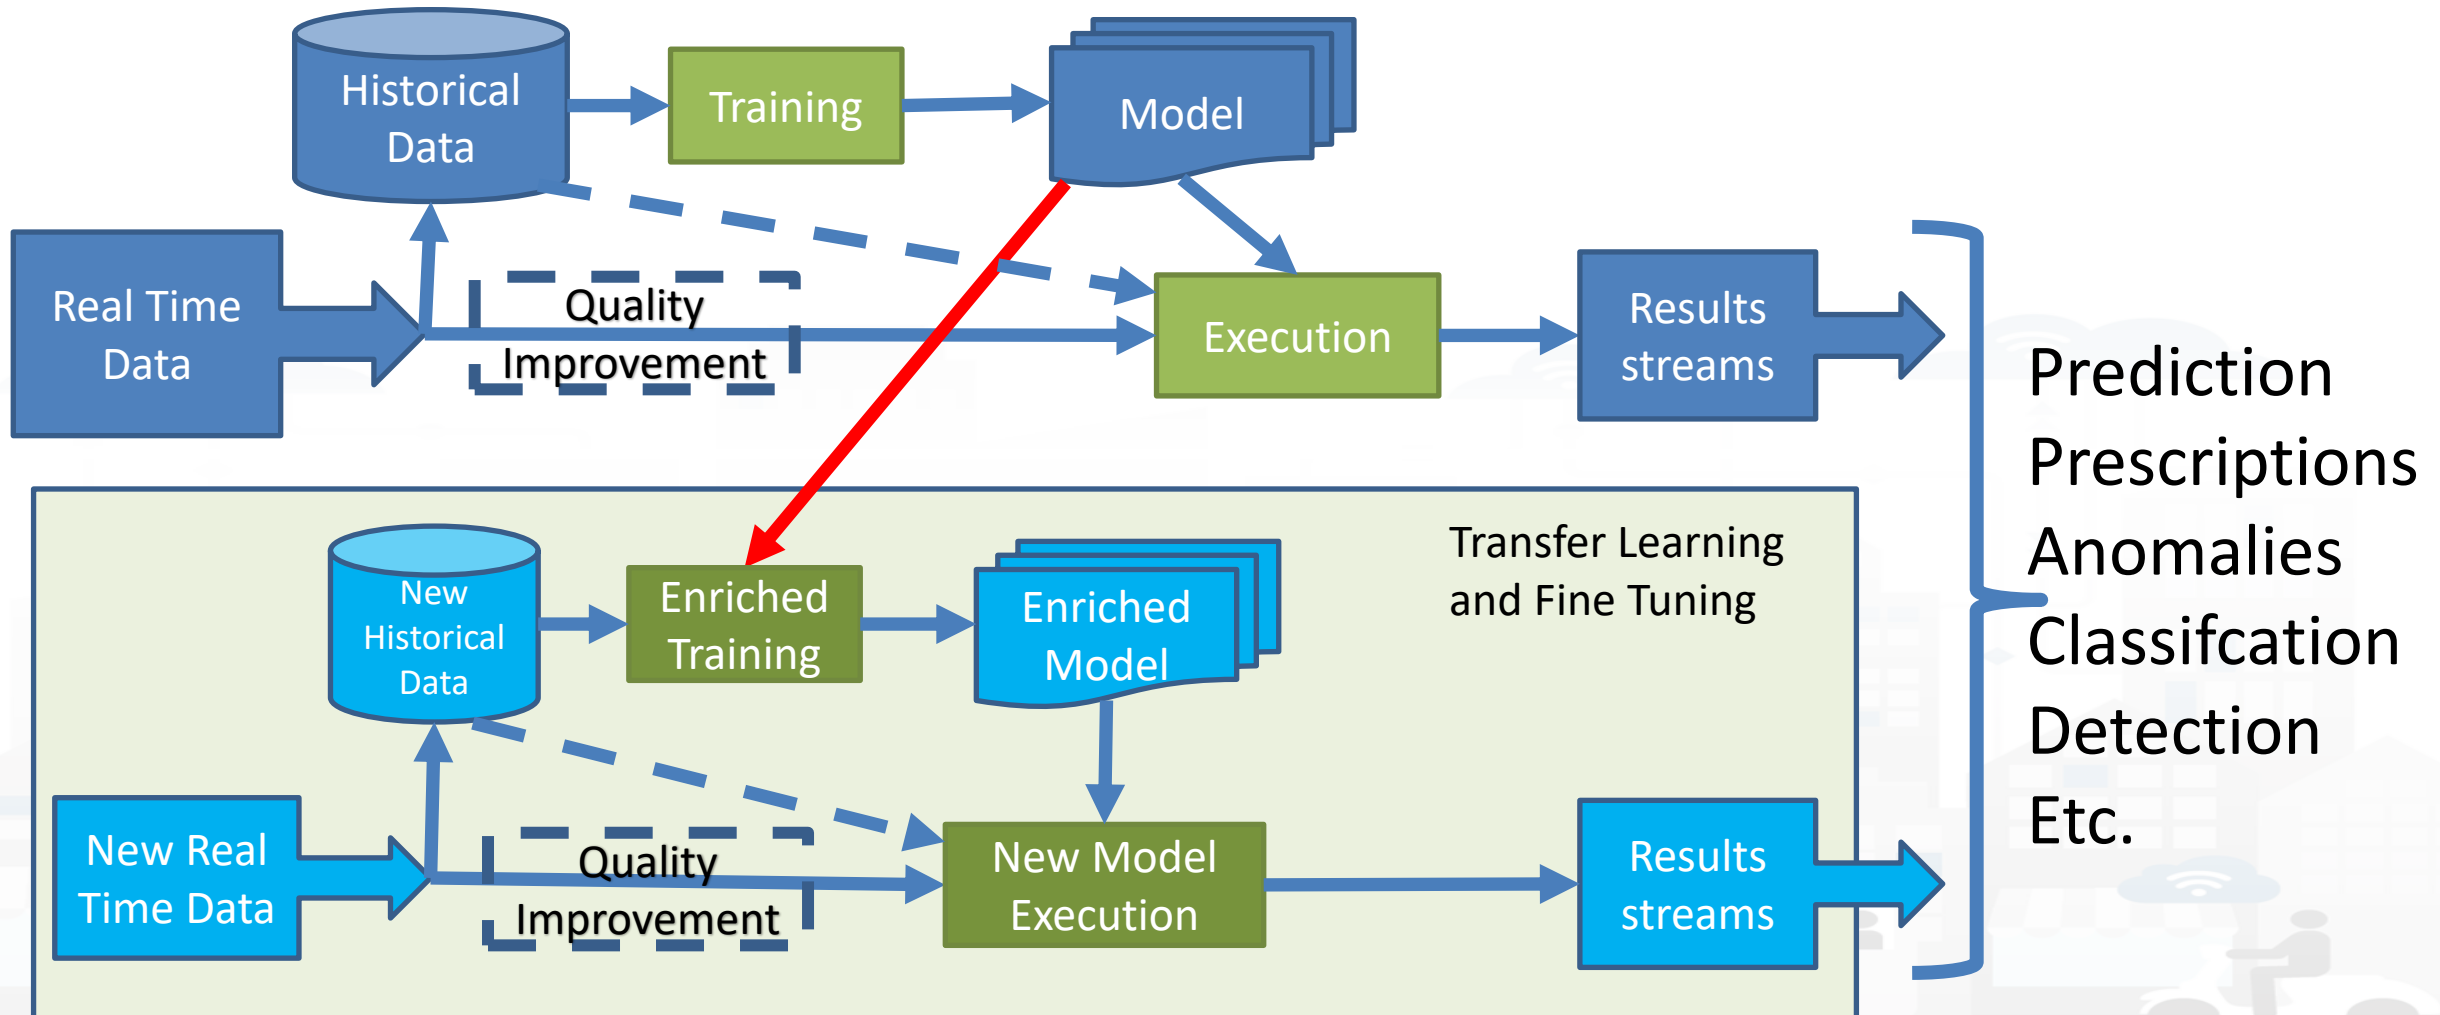 Historical
Data
Training
Model
Real Time
Data
Quality
Improvement
Execution
Results
streams
Prediction
Prescriptions
Anomalies
Classifcation
Detection
Etc.
Transfer Learning
and Fine Tuning
New
Historical
Data
Enriched
Training
Enriched
Model
New Real
Time Data
Quality
Improvement
New Model
Execution
Results
streams